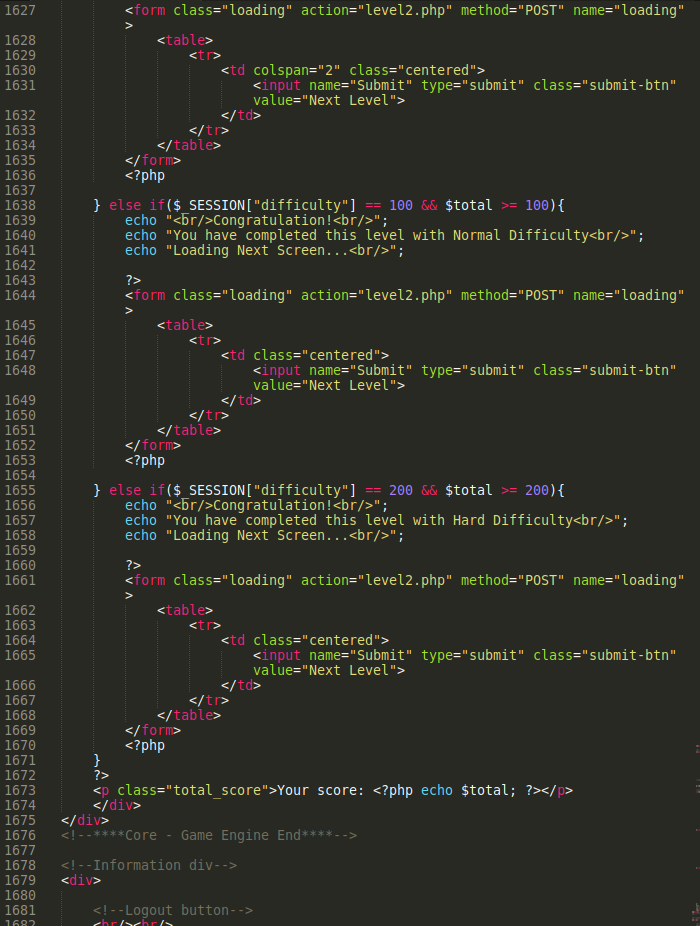 1627 <form class="loading" action="level2.php" method="POST" name="loading"
>
1628 <table>
1629 <tr>
1630 <td colspan="2" class="centered">
1631 <input name="Submit" type="submit" class="submit-btn"
value="Next Level">
1632 </td>
1633 </tr>
1634 </table>
1635 </form>
1636 <?php
1637
1638 } else if($_SESSION["difficulty"] == 100 && $total >= 100){
1639 echo "<br/>Congratulation!<br/>";
1640 echo "You have completed this level with Normal Difficulty<br/>";
1641 echo "Loading Next Screen...<br/>";
1642
1643 ?>
1644 <form class="loading" action="level2.php" method="POST" name="loading"
>
1645 <table>
1646 <tr>
1647 <td class="centered">
1648 <input name="Submit" type="submit" class="submit-btn"
value="Next Level">
1649 </td>
1650 </tr>
1651 </table>
1652 </form>
1653 <?php
1654
1655 } else if($_SESSION["difficulty"] == 200 && $total >= 200){
1656 echo "<br/>Congratulation!<br/>";
1657 echo "You have completed this level with Hard Difficulty<br/>";
1658 echo "Loading Next Screen...<br/>";
1659
1660 ?>
1661 <form class="loading" action="level2.php" method="POST" name="loading"
>
1662 <table>
1663 <tr>
1664 <td class="centered">
1665 <input name="Submit" type="submit" class="submit-btn"
value="Next Level">
1666 </td>
1667 </tr>
1668 </table>
1669 </form>
1670 <?php
1671 }
1672 ?>
1673 <p class="total_score">Your score: <?php echo $total; ?></p>
1674 </div>
1675 </div>
1676 <!--****Core - Game Engine End****-->
1677
1678 <!--Information div-->
1679 <div>
1680
1681 <!--Logout button-->
1682 <br/><br/>